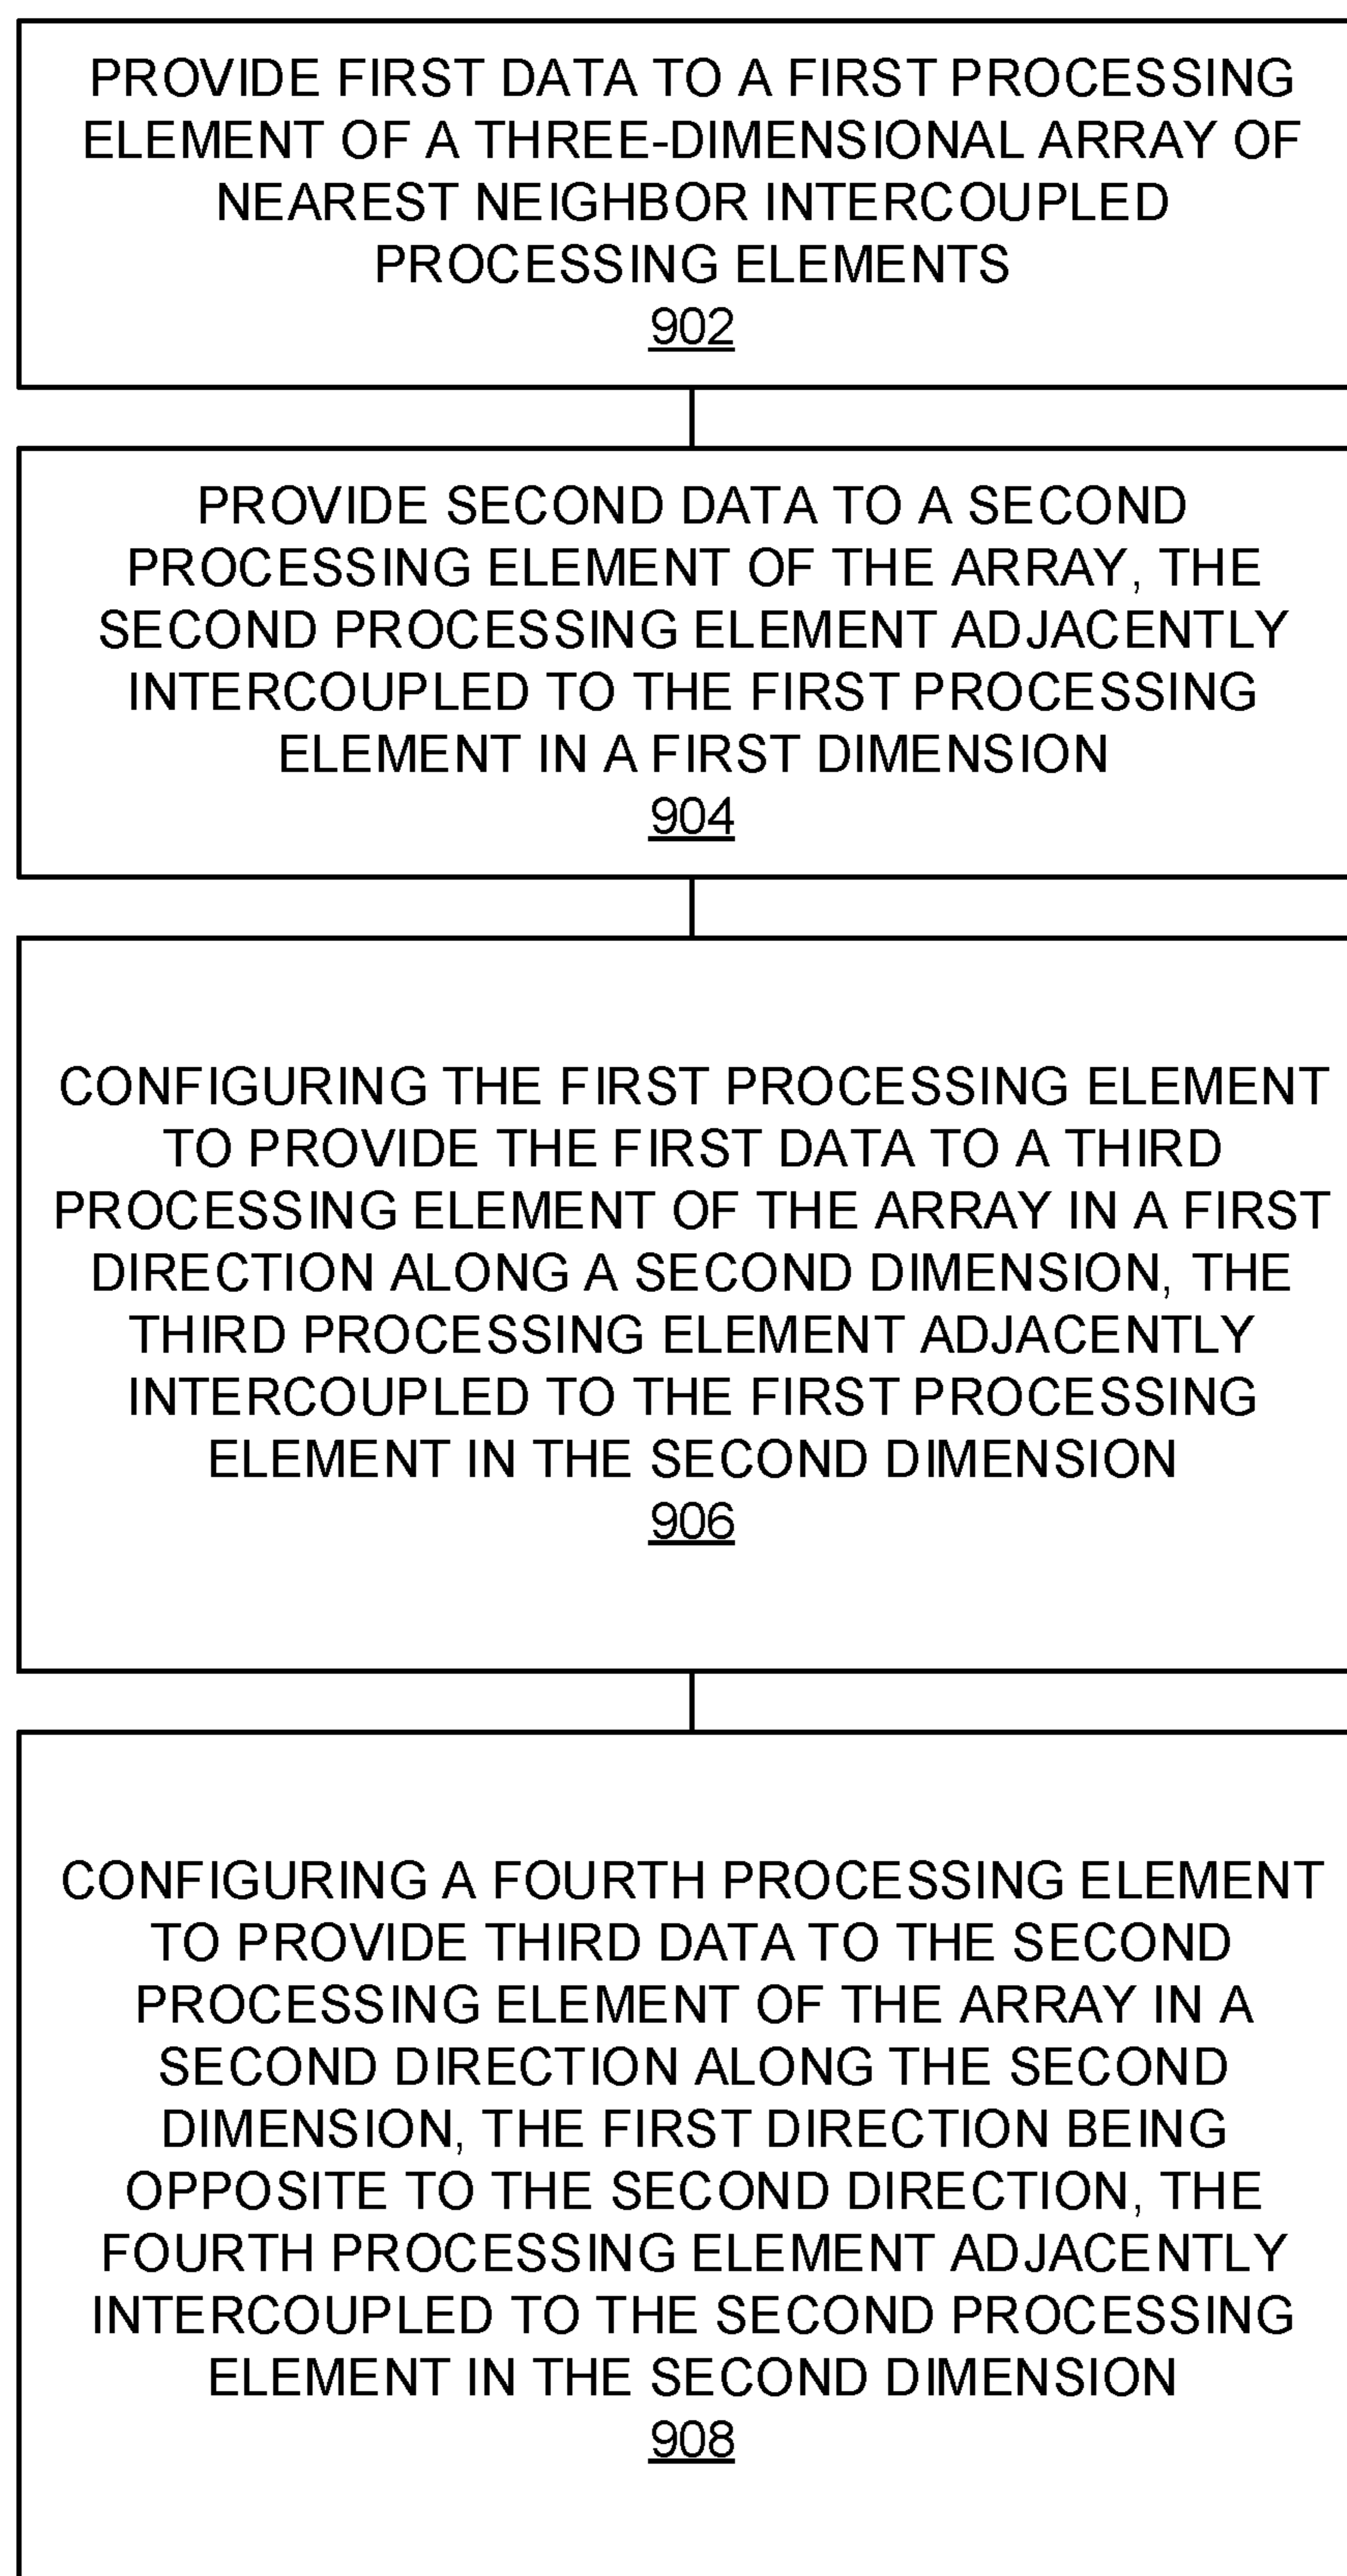 PROVIDE FIRST DATA TO A FIRST PROCESSING
ELEMENT OF A THREE-DIMENSIONAL ARRAY OF
NEAREST NEIGHBOR INTERCOUPLED
PROCESSING ELEMENTS
902
PROVIDE SECOND DATA TO A SECOND
PROCESSING ELEMENT OF THE ARRAY, THE
SECOND PROCESSING ELEMENT ADJACENTLY
INTERCOUPLED TO THE FIRST PROCESSING
ELEMENT IN A FIRST DIMENSION
904
CONFIGURING THE FIRST PROCESSING ELEMENT
TO PROVIDE THE FIRST DATA TO A THIRD
PROCESSING ELEMENT OF THE ARRAY IN A FIRST
DIRECTION ALONG A SECOND DIMENSION, THE
THIRD PROCESSING ELEMENT ADJACENTLY
INTERCOUPLED TO THE FIRST PROCESSING
ELEMENT IN THE SECOND DIMENSION
906
CONFIGURING A FOURTH PROCESSING ELEMENT
TO PROVIDE THIRD DATA TO THE SECOND
PROCESSING ELEMENT OF THE ARRAY IN A
SECOND DIRECTION ALONG THE SECOND
DIMENSION, THE FIRST DIRECTION BEING
OPPOSITE TO THE SECOND DIRECTION, THE
FOURTH PROCESSING ELEMENT ADJACENTLY
INTERCOUPLED TO THE SECOND PROCESSING
ELEMENT IN THE SECOND DIMENSION
908